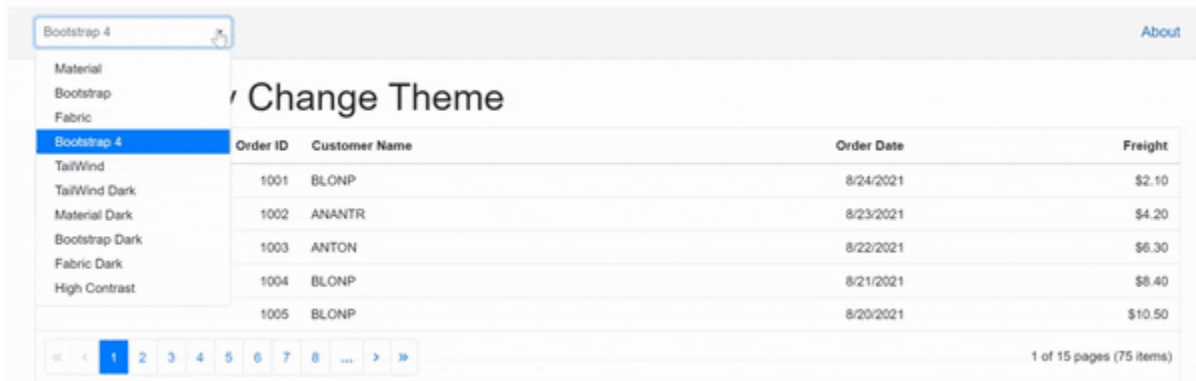 Bootstrap 4
About
Material
Bootstrap
Fabric
Bootstrap 4
TailWind
TailWind Dark
Material Dark
Bootstrap Dark
Fabric Dark
High Contrast
Change Theme
Order ID Customer Name Order Date Freight
1001 BLONP 8/24/2021 $2.10
1002 ANANTR 8/23/2021 $4.20
1003 ANTON 8/22/2021 $6.30
1004 BLONP 8/21/2021 $8.40
1005 BLONP 8/20/2021 $10.50
« ‹ 1 2 3 4 5 6 7 8 ... › » 1 of 15 pages (75 items)